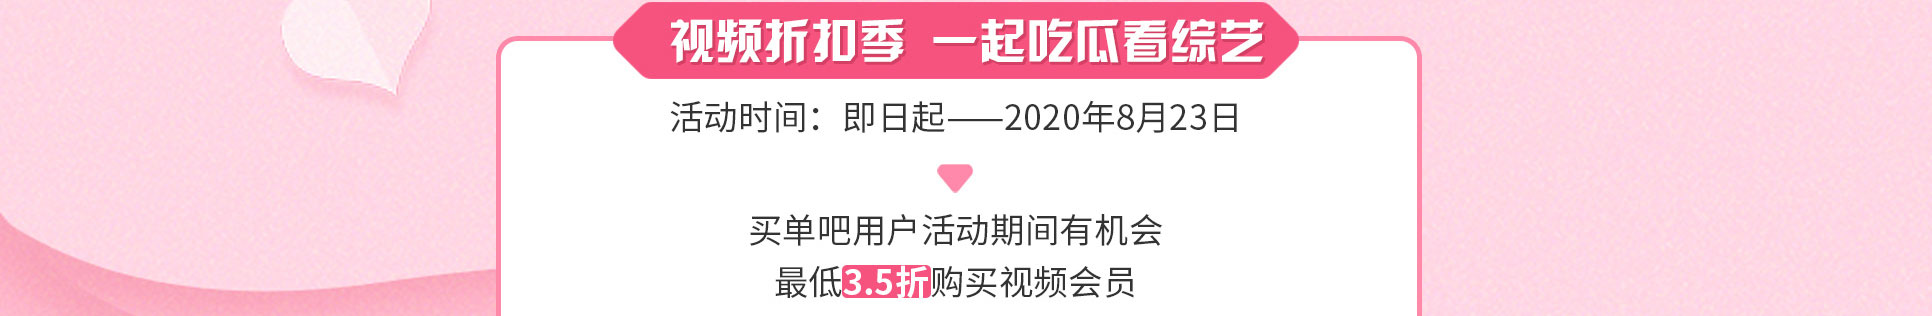 视频折扣季 一起吃瓜看综艺
活动时间：即日起——2020年8月23日
买单吧用户活动期间有机会
最低3.5折购买视频会员